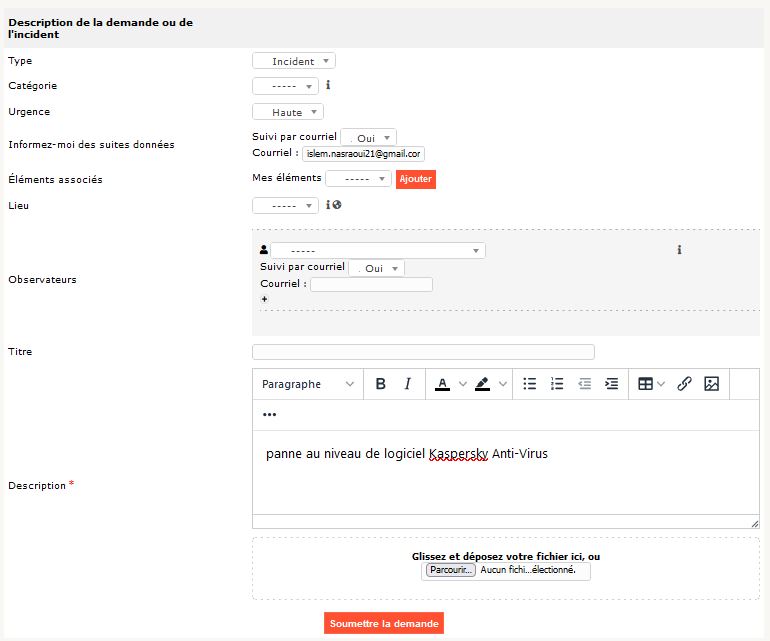 Description de la demande ou de
l'incident
Type
Incident
Catégorie
-----
Urgence
Haute
Informez-moi des suites données
Suivi par courriel Oui
Courriel : islem.nasraoui21@gmail.cor
Éléments associés
Mes éléments ----- Ajouter
Lieu
-----
Observateurs
-----
Suivi par courriel Oui
Courriel :
+
Titre
Paragraphe B I A
•••
panne au niveau de logiciel Kaspersky Anti-Virus
Description *
Glissez et déposez votre fichier ici, ou
Parcourir... Aucun fichi...électionné.
Soumettre la demande